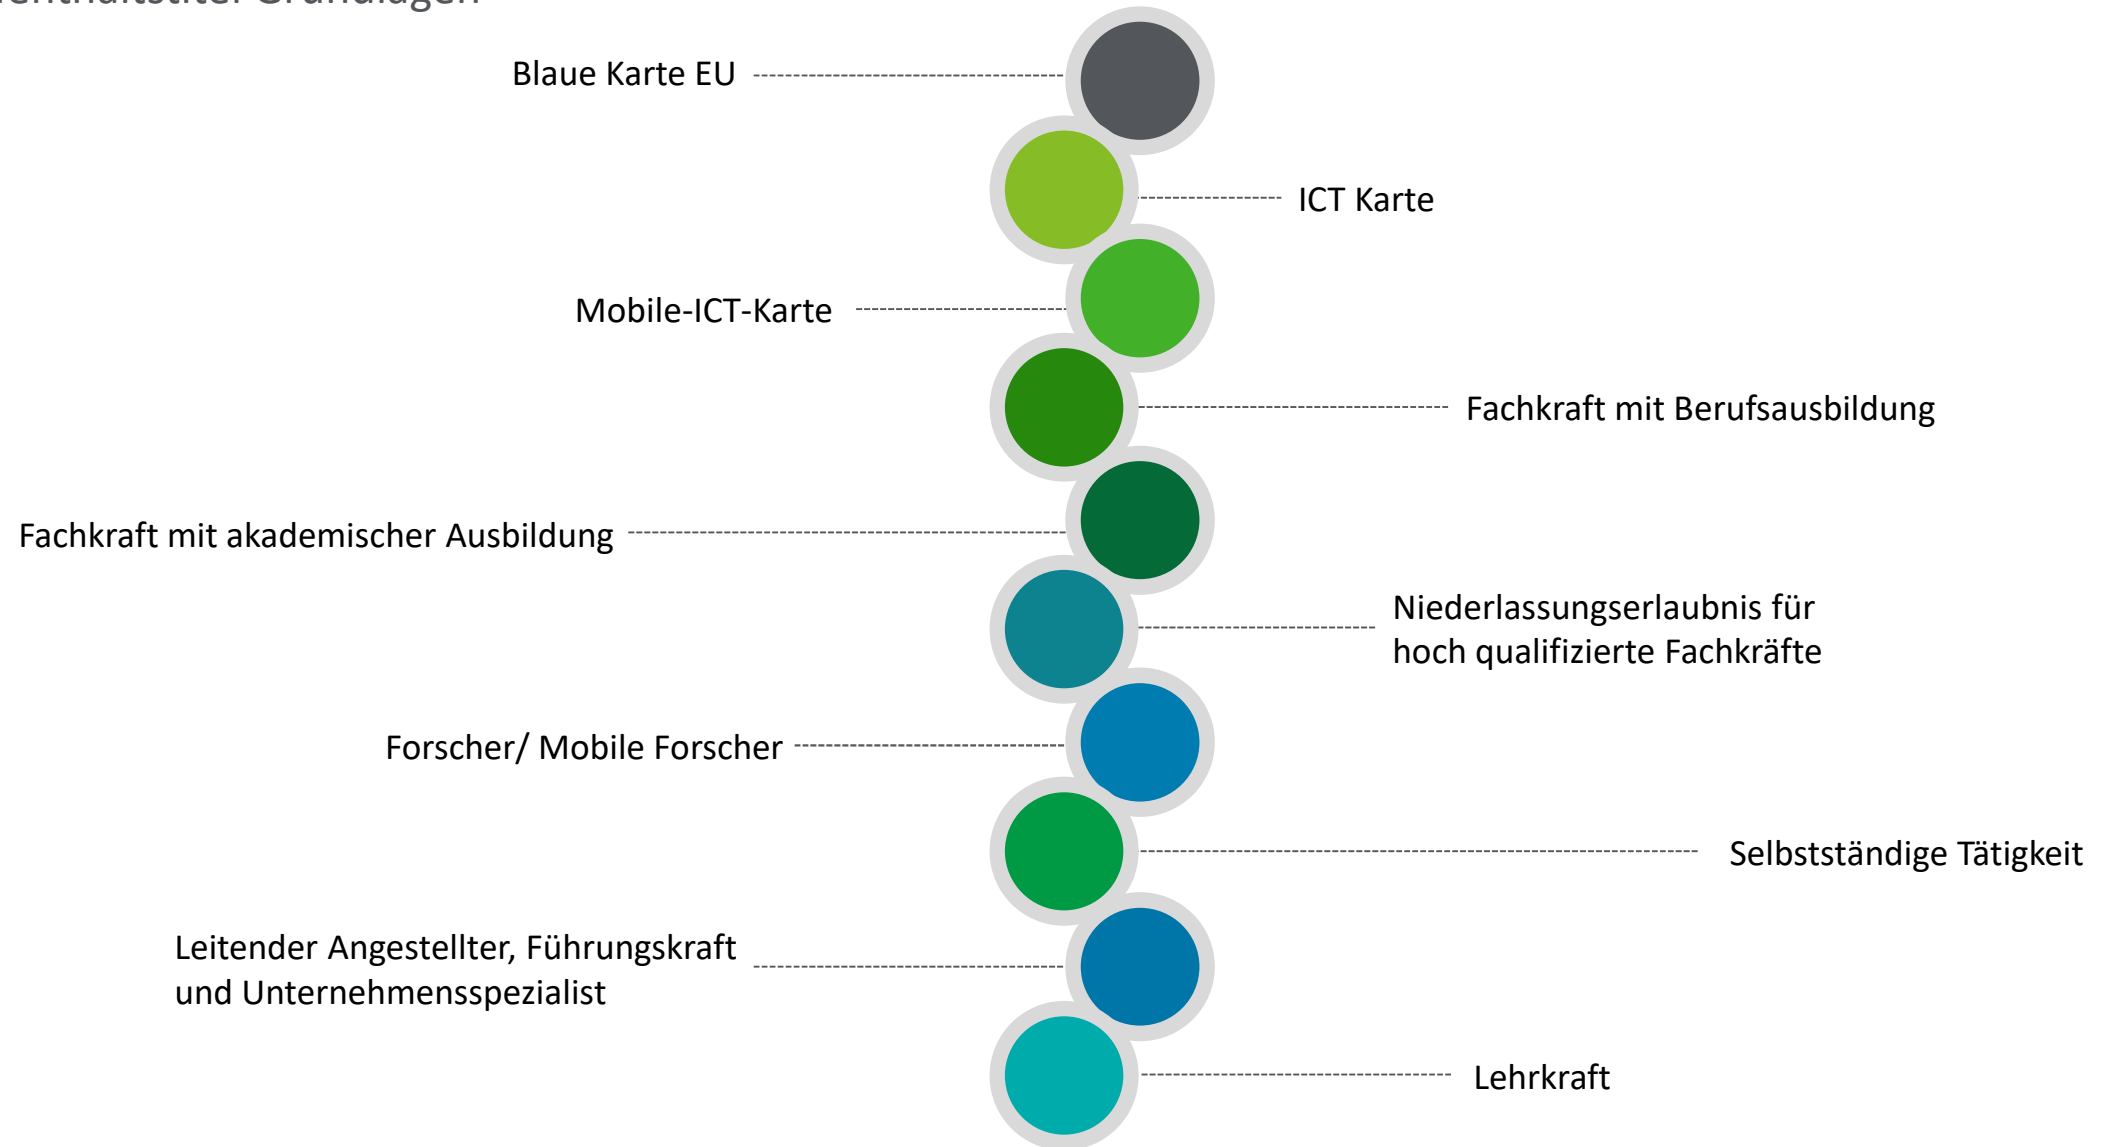 Grundlagen
Blaue Karte EU
ICT Karte
Mobile-ICT-Karte
Fachkraft mit Berufsausbildung
Fachkraft mit akademischer Ausbildung
Niederlassungserlaubnis für
hoch qualifizierte Fachkräfte
Forscher/ Mobile Forscher
Selbstständige Tätigkeit
Leitender Angestellter, Führungskraft
und Unternehmensspezialist
Lehrkraft